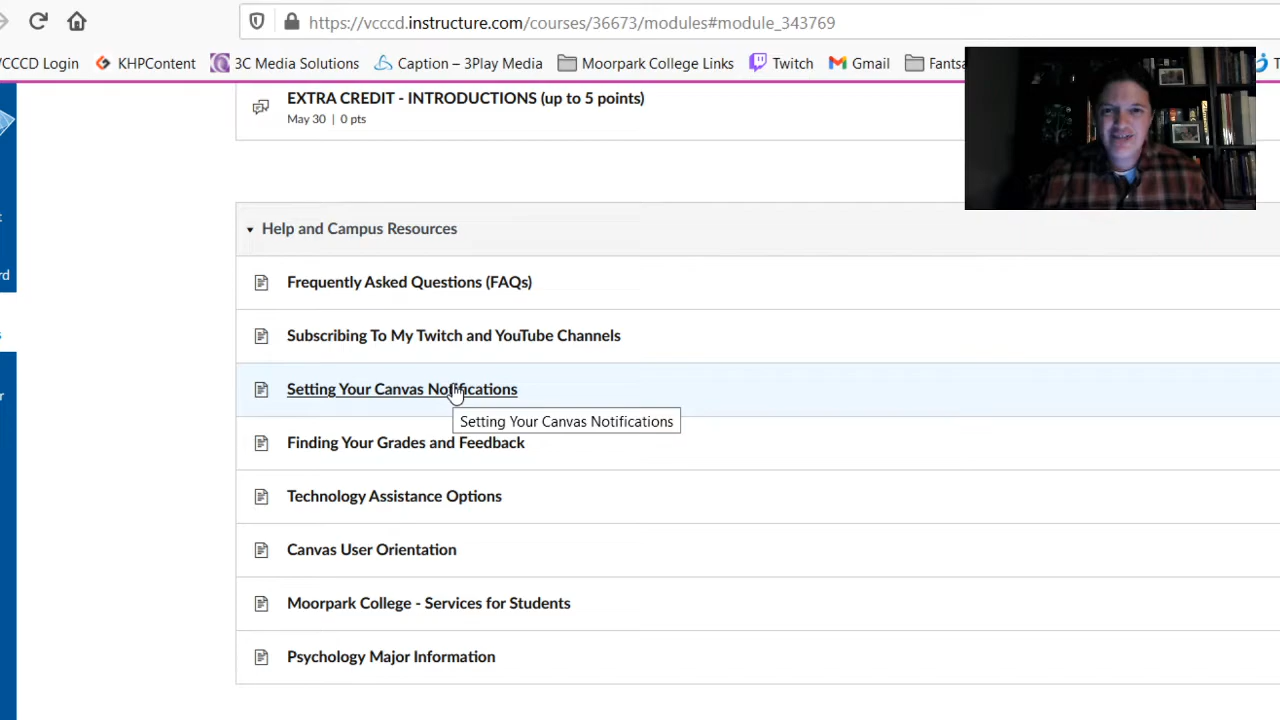 https://vcccd.instructure.com/courses/36673/modules#module_343769
VCCCD Login KHPContent 3C Media Solutions Caption – 3Play Media Moorpark College Links Twitch Gmail Fants
EXTRA CREDIT - INTRODUCTIONS (up to 5 points)
May 30 | 0 pts
Help and Campus Resources
Frequently Asked Questions (FAQs)
Subscribing To My Twitch and YouTube Channels
Setting Your Canvas Notifications
Setting Your Canvas Notifications
Finding Your Grades and Feedback
Technology Assistance Options
Canvas User Orientation
Moorpark College - Services for Students
Psychology Major Information